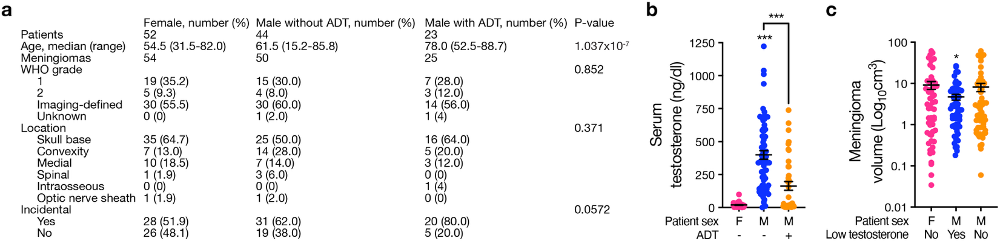 a
Female, number (%) Male without ADT, number (%) Male with ADT, number (%) P-value
Patients 52 44 23
Age, median (range) 54.5 (31.5-82.0) 61.5 (15.2-85.8) 78.0 (52.5-88.7) 1.037x10⁻⁷
Meningiomas 54 50 25
WHO grade 0.852
1 19 (35.2) 15 (30.0) 7 (28.0)
2 5 (9.3) 4 (8.0) 3 (12.0)
Imaging-defined 30 (55.5) 30 (60.0) 14 (56.0)
Unknown 0 (0) 1 (2.0) 1 (4)
Location 0.371
Skull base 35 (64.7) 25 (50.0) 16 (64.0)
Convexity 7 (13.0) 14 (28.0) 5 (20.0)
Medial 10 (18.5) 7 (14.0) 3 (12.0)
Spinal 1 (1.9) 3 (6.0) 0 (0)
Intraosseous 0 (0) 0 (0) 1 (4)
Optic nerve sheath 1 (1.9) 1 (2.0) 0 (0)
Incidental 0.0572
Yes 28 (51.9) 31 (62.0) 20 (80.0)
No 26 (48.1) 19 (38.0) 5 (20.0)
b
***
***
Serum
testosterone (ng/dl)
1250
1000
750
500
250
0
Patient sex F M M
ADT - - +
c
*
Meningioma
volume (Log₁₀cm³)
100
10
1
0.1
0.01
Patient sex F M M
Low testosterone No Yes No